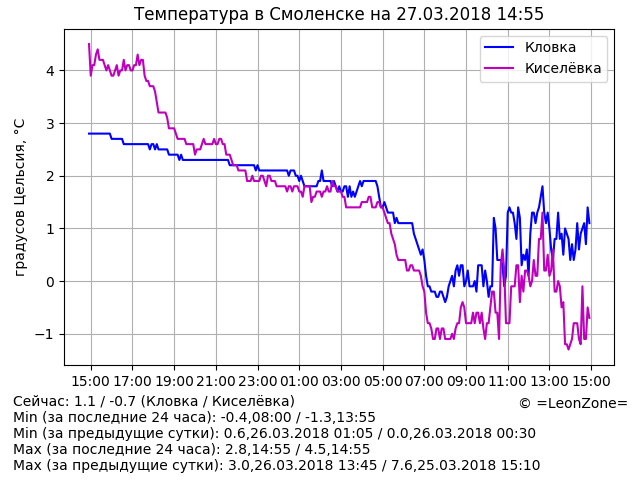 Температура в Смоленске на 27.03.2018 14:55
Кловка
Киселёвка
градусов Цельсия, °C
4
3
2
1
0
−1
15:00 17:00 19:00 21:00 23:00 01:00 03:00 05:00 07:00 09:00 11:00 13:00 15:00
Сейчас: 1.1 / -0.7 (Кловка / Киселёвка)
© =LeonZone=
Min (за последние 24 часа): -0.4,08:00 / -1.3,13:55
Min (за предыдущие сутки): 0.6,26.03.2018 01:05 / 0.0,26.03.2018 00:30
Max (за последние 24 часа): 2.8,14:55 / 4.5,14:55
Max (за предыдущие сутки): 3.0,26.03.2018 13:45 / 7.6,25.03.2018 15:10